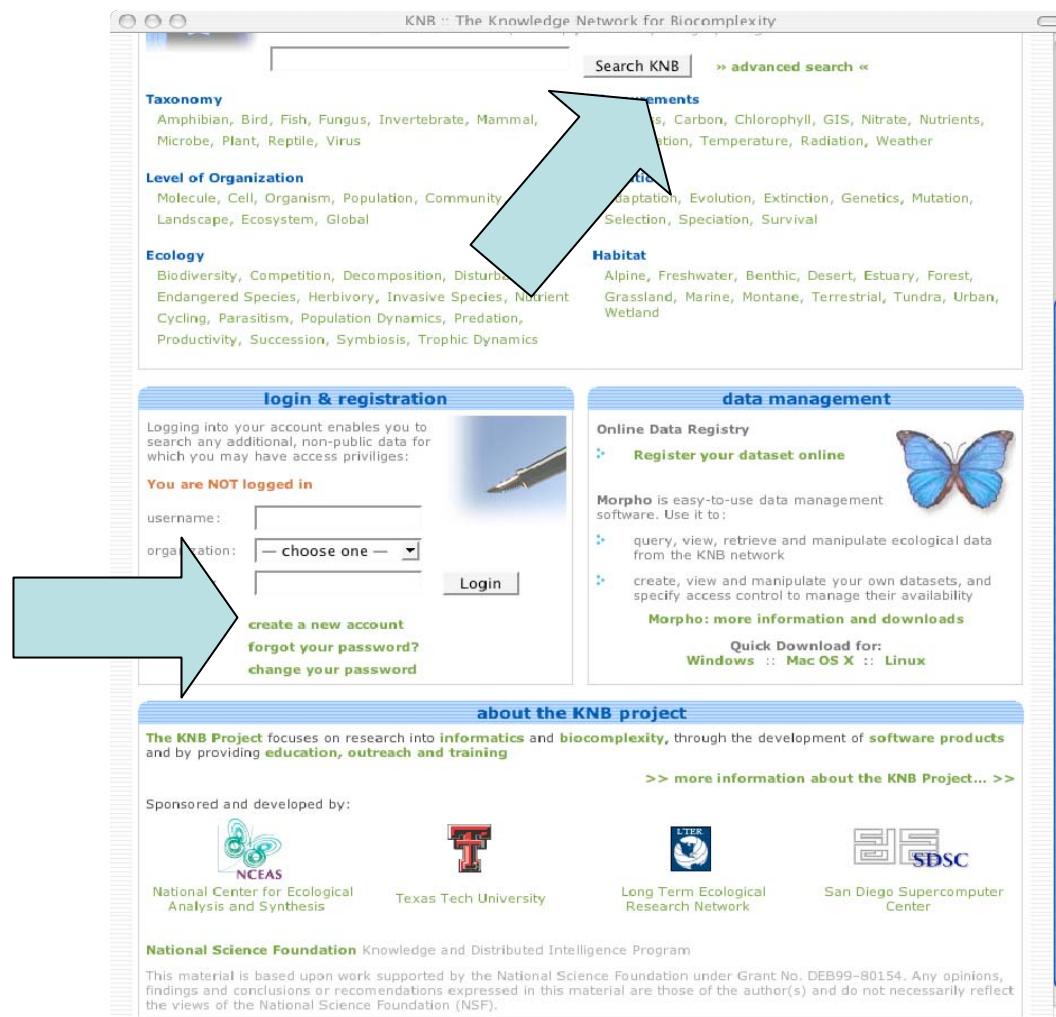 KNB :: The Knowledge Network for Biocomplexity
Search KNB
» advanced search «
Taxonomy
Amphibian, Bird, Fish, Fungus, Invertebrate, Mammal,
Microbe, Plant, Reptile, Virus
Carbon, Chlorophyll, GIS, Nitrate, Nutrients,
Temperature, Radiation, Weather
Level of Organization
Molecule, Cell, Organism, Population, Community
Landscape, Ecosystem, Global
Evolution, Extinction, Genetics, Mutation,
Selection, Speciation, Survival
Ecology
Biodiversity, Competition, Decomposition,
Endangered Species, Herbivory, Invasive Species, Nutrient
Cycling, Parasitism, Population Dynamics, Predation,
Productivity, Succession, Symbiosis, Trophic Dynamics
Habitat
Alpine, Freshwater, Benthic, Desert, Estuary, Forest,
Grassland, Marine, Montane, Terrestrial, Tundra, Urban,
Wetland
login & registration
Logging into your account enables you to
search any additional, non-public data for
which you may have access priviliges:
You are NOT logged in
username:
organization:
— choose one —
Login
create a new account
forgot your password?
change your password
data management
Online Data Registry
Register your dataset online
Morpho is easy-to-use data management
software. Use it to:
query, view, retrieve and manipulate ecological data
from the KNB network
create, view and manipulate your own datasets, and
specify access control to manage their availability
Morpho: more information and downloads
Quick Download for:
Windows :: Mac OS X :: Linux
about the KNB project
The KNB Project focuses on research into informatics and biocomplexity, through the development of software products
and by providing education, outreach and training
>> more information about the KNB Project... >>
Sponsored and developed by:
NCEAS
National Center for Ecological
Analysis and Synthesis
Texas Tech University
LTER
Long Term Ecological
Research Network
SDSC
San Diego Supercomputer
Center
National Science Foundation Knowledge and Distributed Intelligence Program
This material is based upon work supported by the National Science Foundation under Grant No. DEB99-80154. Any opinions,
findings and conclusions or recomendations expressed in this material are those of the author(s) and do not necessarily reflect
the views of the National Science Foundation (NSF).